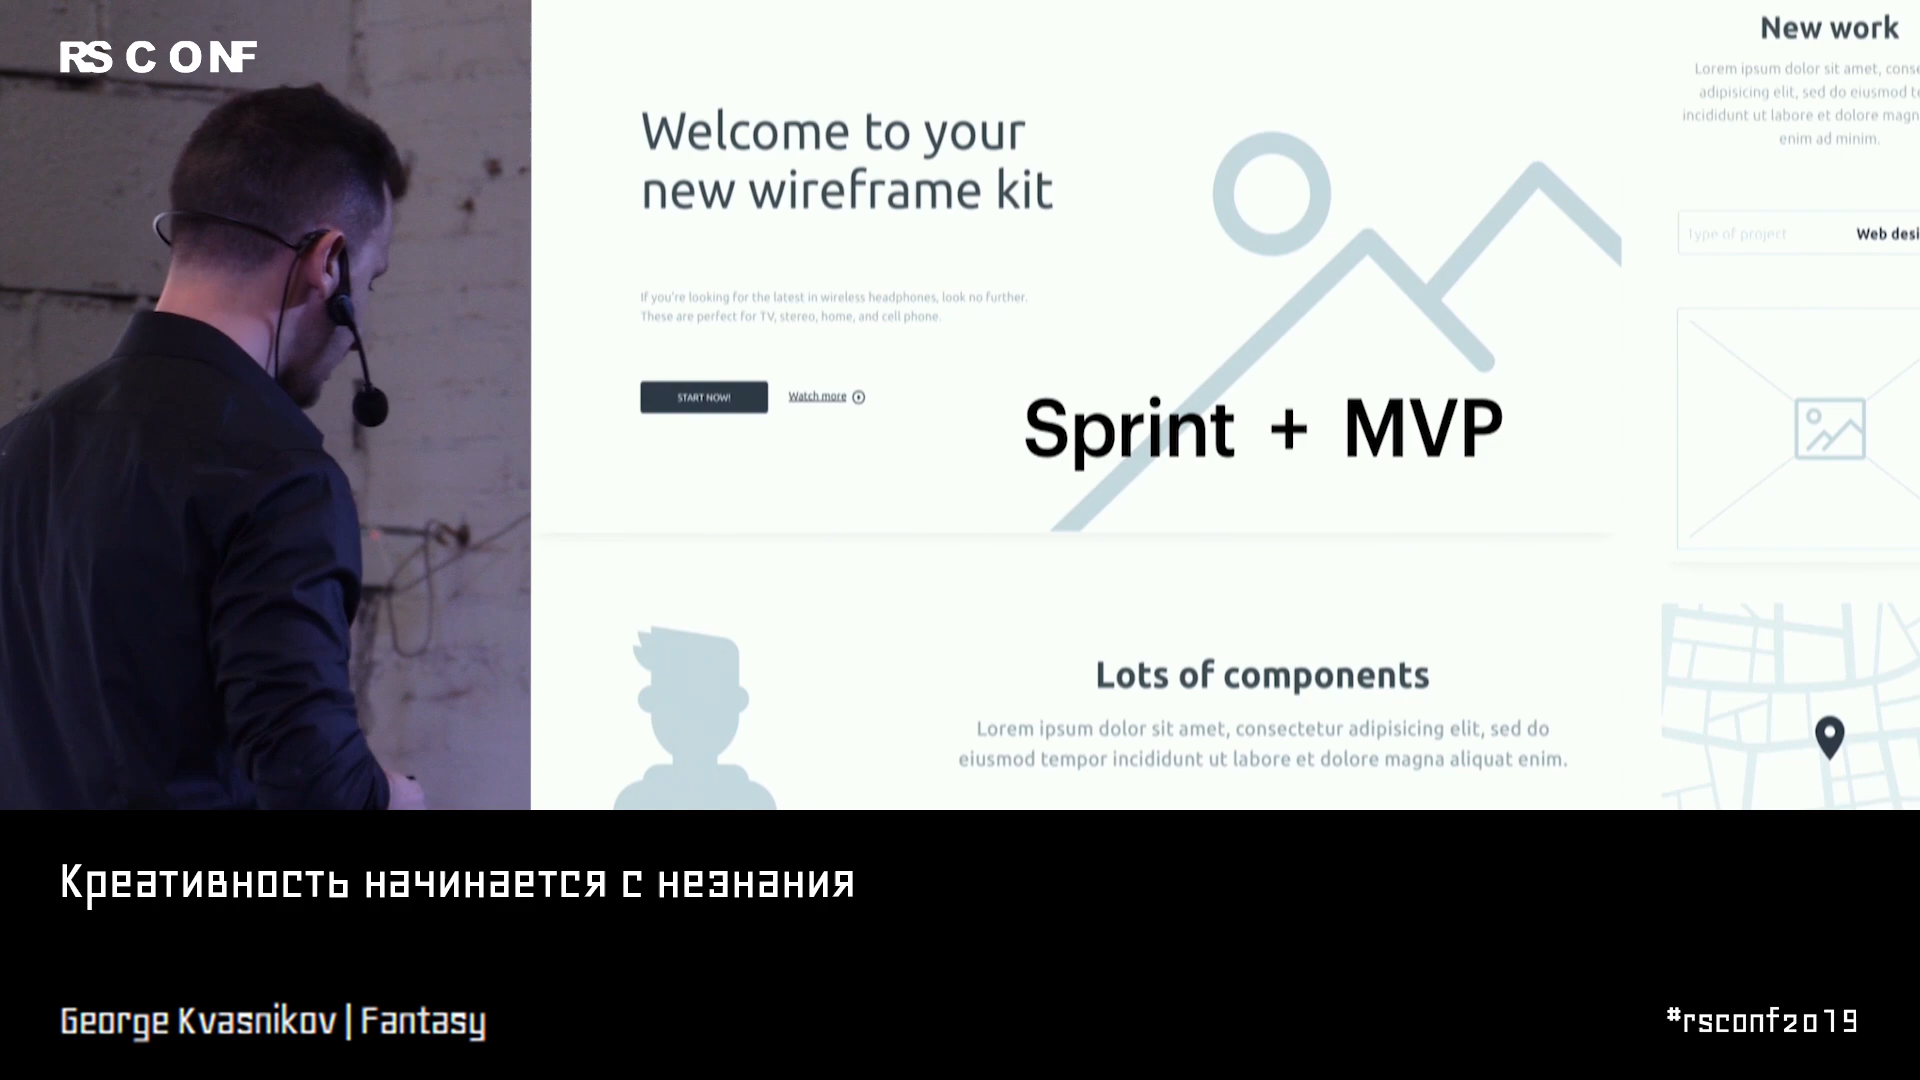 RS CONF
Welcome to your
new wireframe kit
If you're looking for the latest in wireless headphones, look no further.
These are perfect for TV, stereo, home, and cell phone.
START NOW!
Watch more
Sprint + MVP
Lots of components
Lorem ipsum dolor sit amet, consectetur adipisicing elit, sed do
eiusmod tempor incididunt ut labore et dolore magna aliquat enim.
New work
Lorem ipsum dolor sit amet,
adipisicing elit, sed do eiusmod
incididunt ut labore et dolore
enim ad minim.
Type of project
Web
Креативность начинается с незнания
George Kvasnikov | Fantasy
#rsconf2019